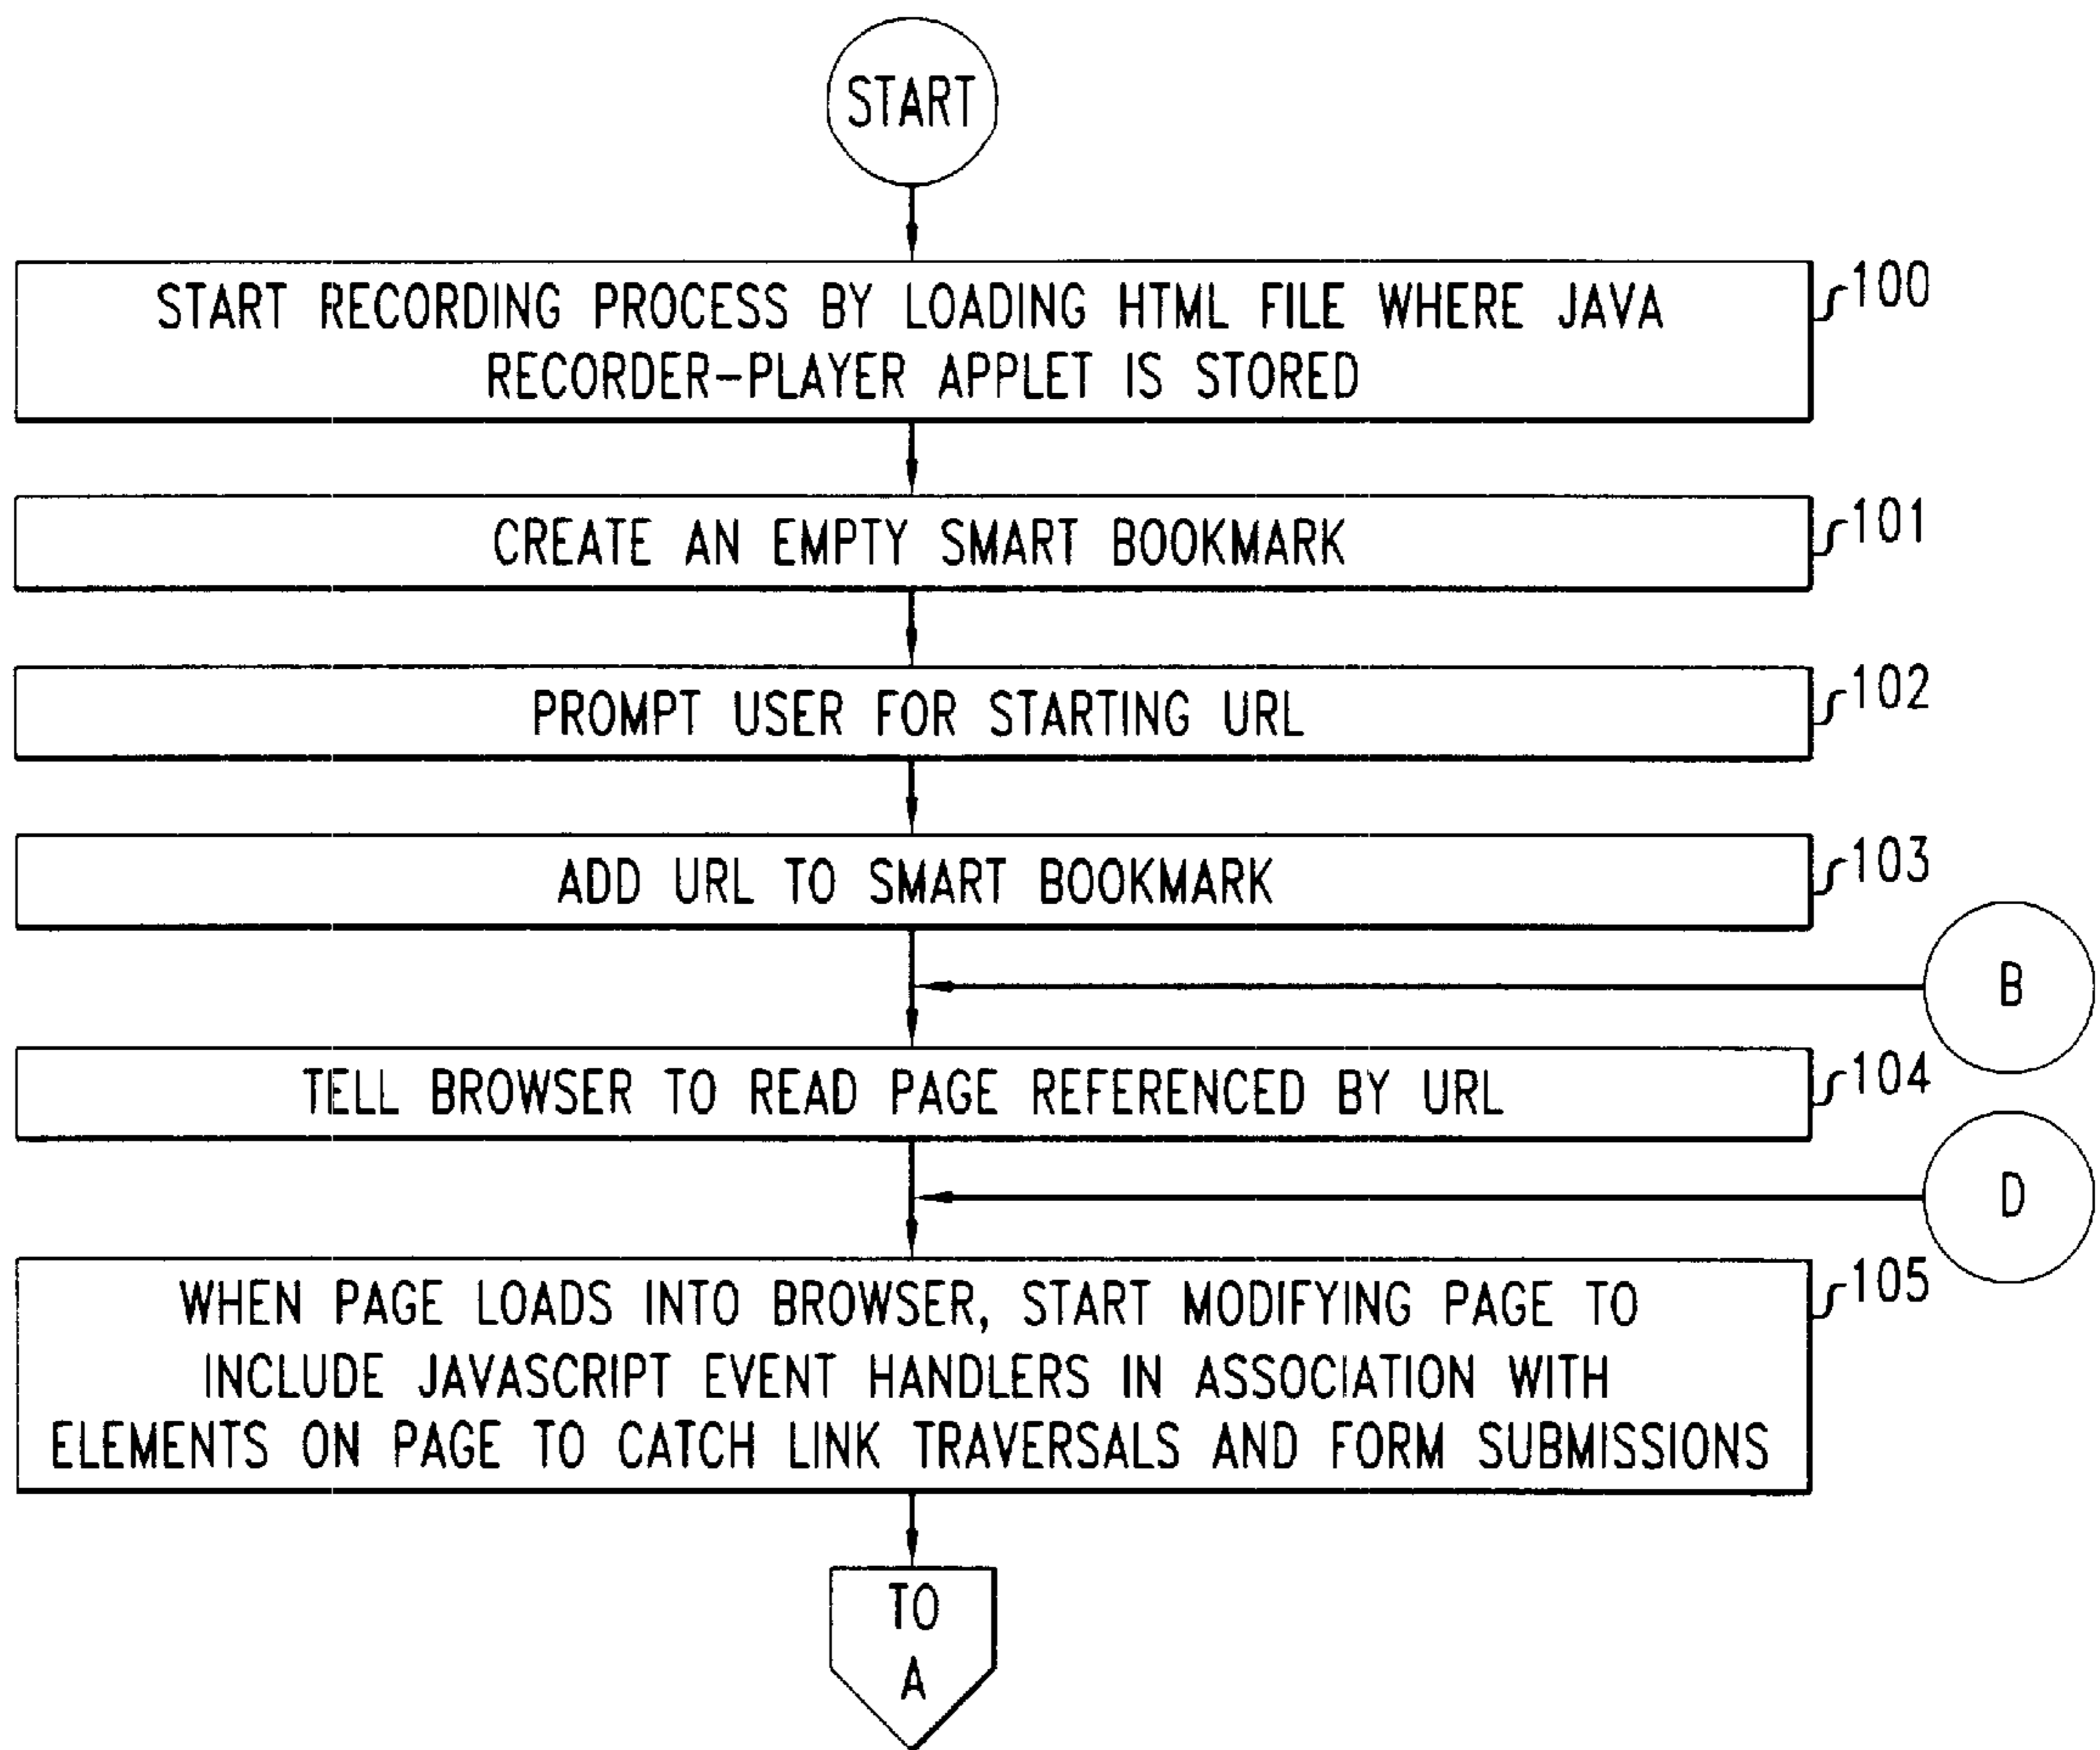 START
START RECORDING PROCESS BY LOADING HTML FILE WHERE JAVA
RECORDER-PLAYER APPLET IS STORED
100
CREATE AN EMPTY SMART BOOKMARK
101
PROMPT USER FOR STARTING URL
102
ADD URL TO SMART BOOKMARK
103
B
TELL BROWSER TO READ PAGE REFERENCED BY URL
104
D
WHEN PAGE LOADS INTO BROWSER, START MODIFYING PAGE TO
INCLUDE JAVASCRIPT EVENT HANDLERS IN ASSOCIATION WITH
ELEMENTS ON PAGE TO CATCH LINK TRAVERSALS AND FORM SUBMISSIONS
105
TO
A